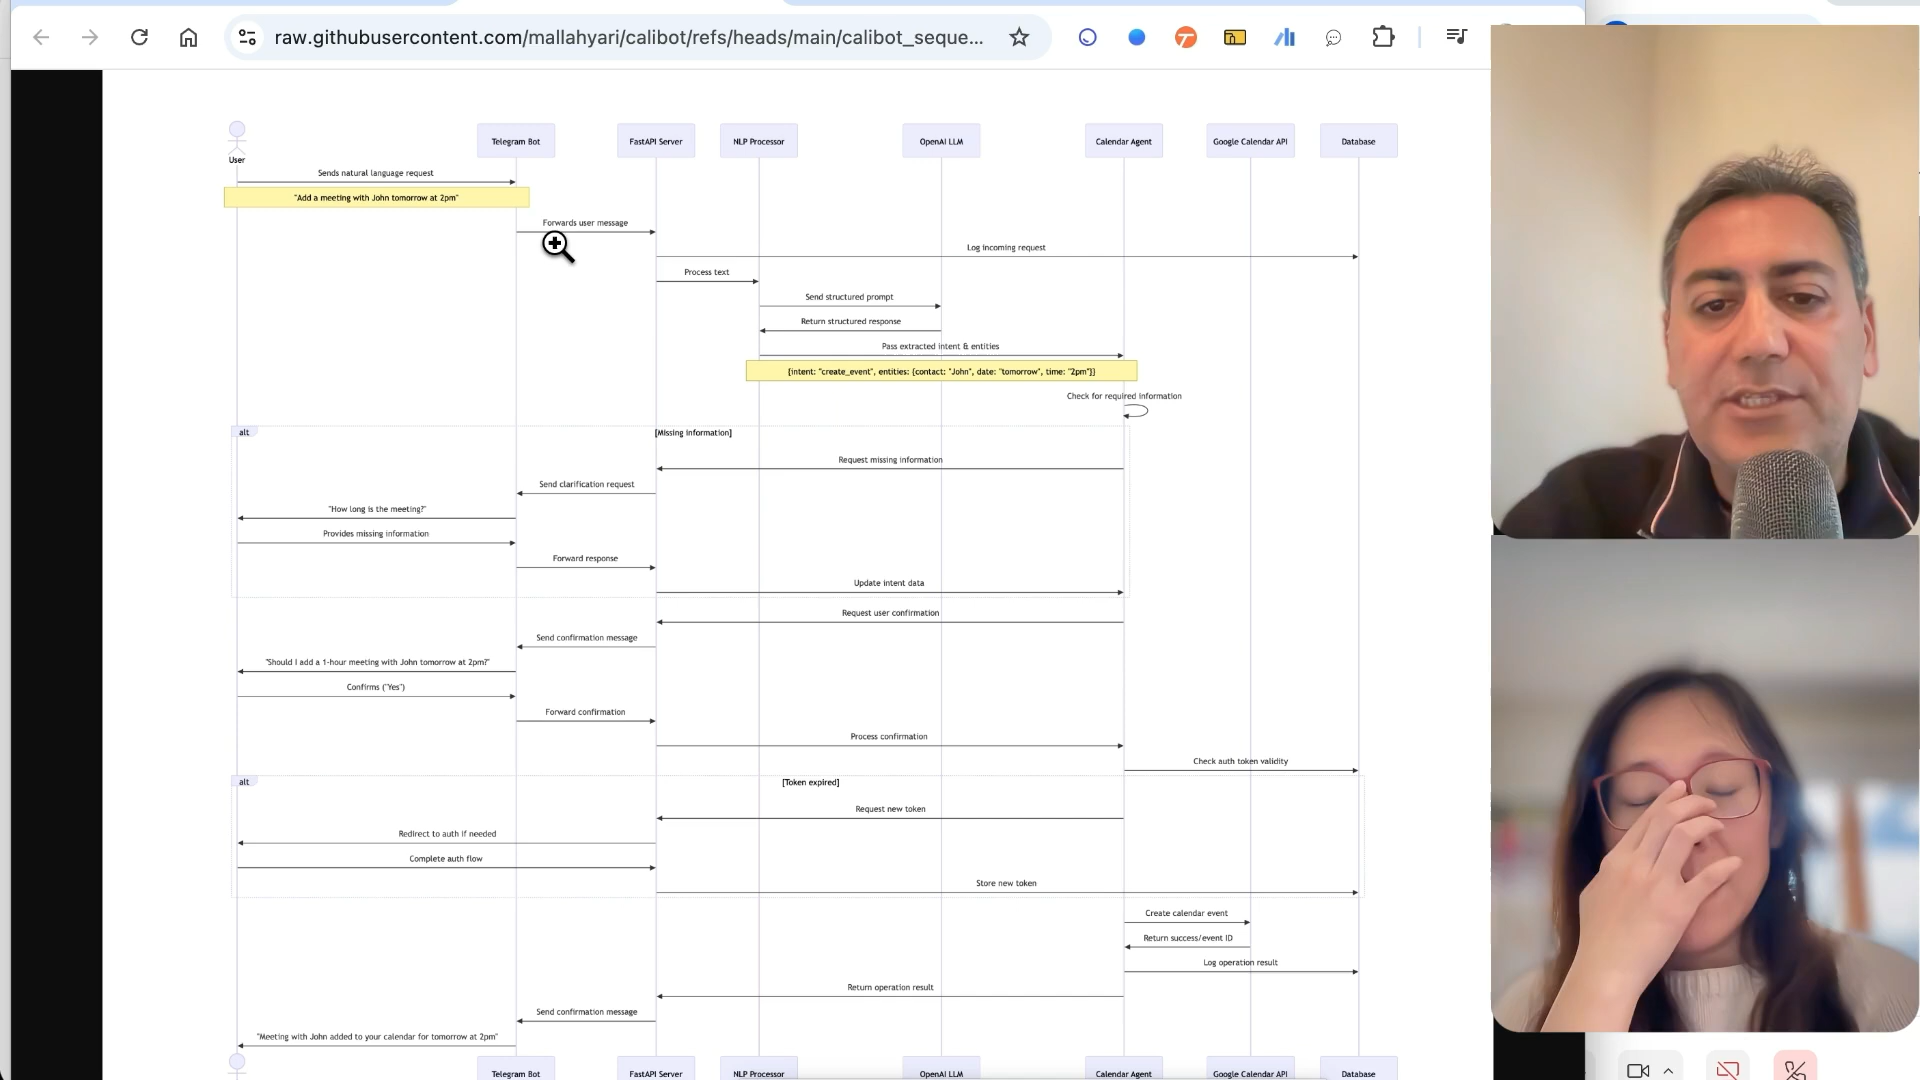 raw.githubusercontent.com/mallahyari/calibot/refs/heads/main/calibot_seque...
User
Telegram Bot
FastAPI Server
NLP Processor
OpenAI LLM
Calendar Agent
Google Calendar API
Database
Sends natural language request
"Add a meeting with John tomorrow at 2pm"
Forwards user message
Log incoming request
Process text
Send structured prompt
Return structured response
Pass extracted intent & entities
{intent: "create_event", entities: {contact: "John", date: "tomorrow", time: "2pm"}}
Check for required information
alt
[Missing information]
Request missing information
Send clarification request
"How long is the meeting?"
Provides missing information
Forward response
Update intent data
Request user confirmation
Send confirmation message
"Should I add a 1-hour meeting with John tomorrow at 2pm?"
Confirms ("Yes")
Forward confirmation
Process confirmation
Check auth token validity
alt
[Token expired]
Request new token
Redirect to auth if needed
Complete auth flow
Store new token
Create calendar event
Return success/event ID
Log operation result
Return operation result
Send confirmation message
"Meeting with John added to your calendar for tomorrow at 2pm"
Telegram Bot
FastAPI Server
NLP Processor
OpenAI LLM
Calendar Agent
Google Calendar API
Database